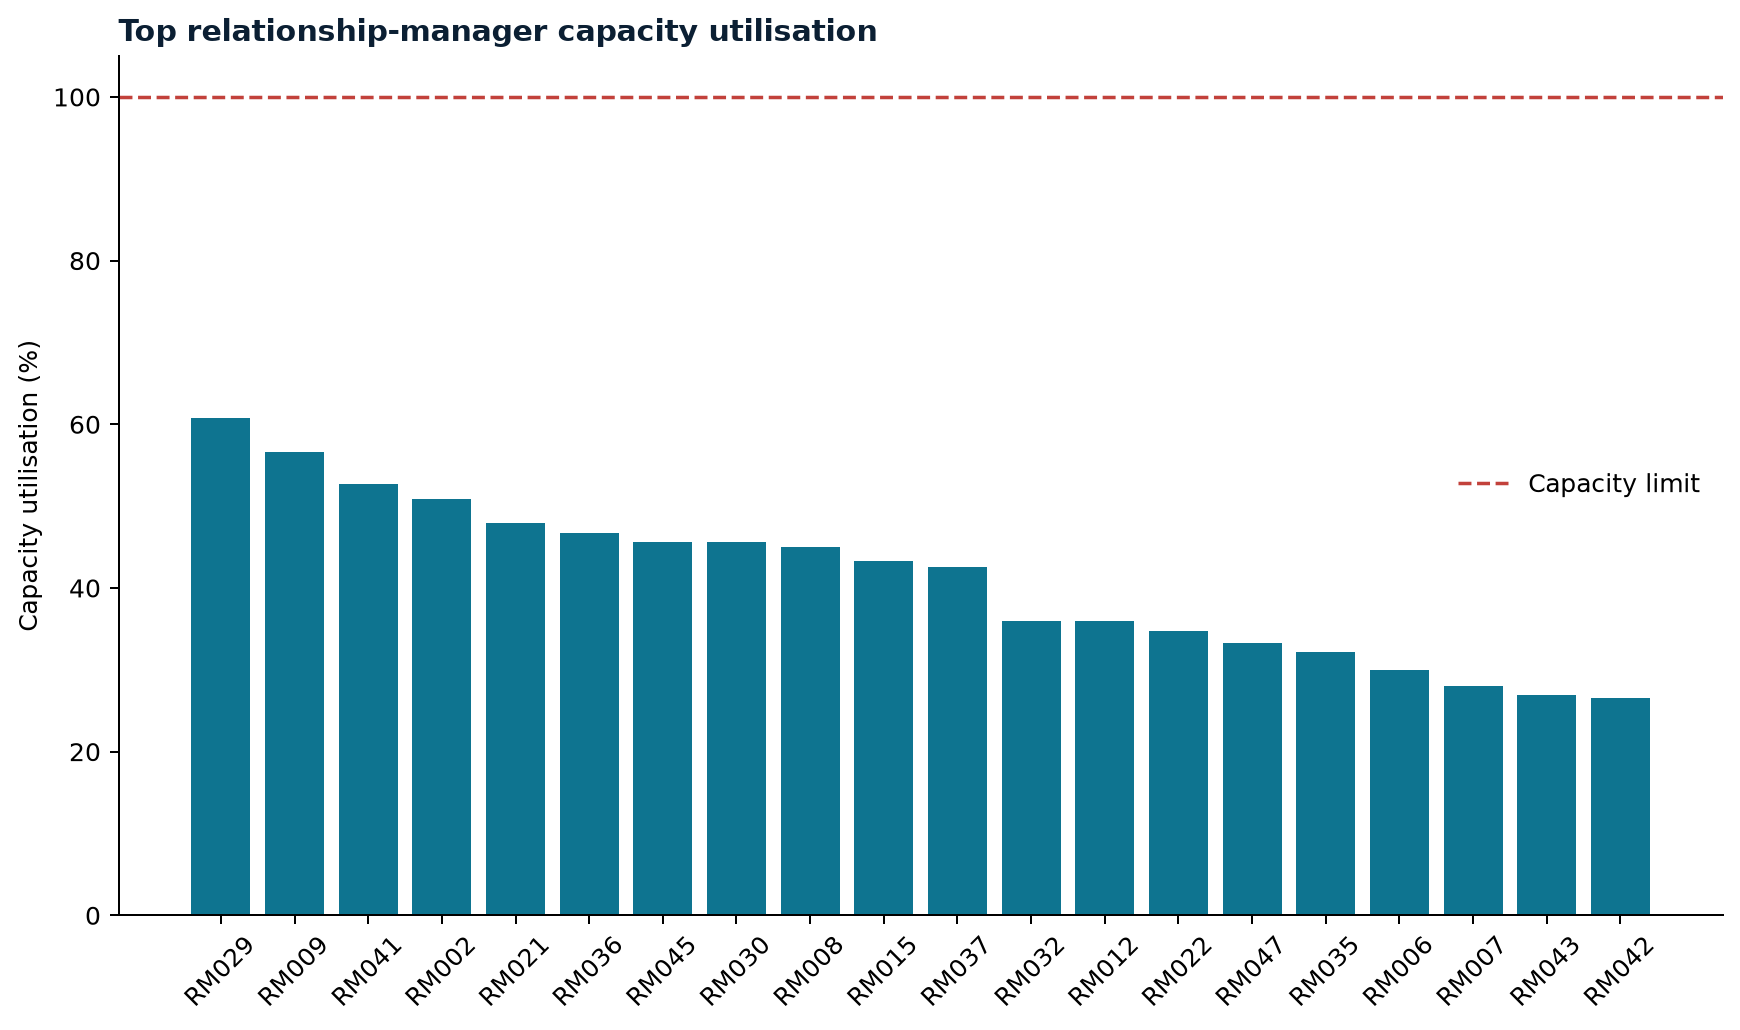 Top relationship-manager capacity utilisation
Capacity utilisation (%)
100
80
60
40
20
0
Capacity limit
RM029
RM009
RM041
RM002
RM021
RM036
RM045
RM030
RM008
RM015
RM037
RM032
RM012
RM022
RM047
RM035
RM006
RM007
RM043
RM042